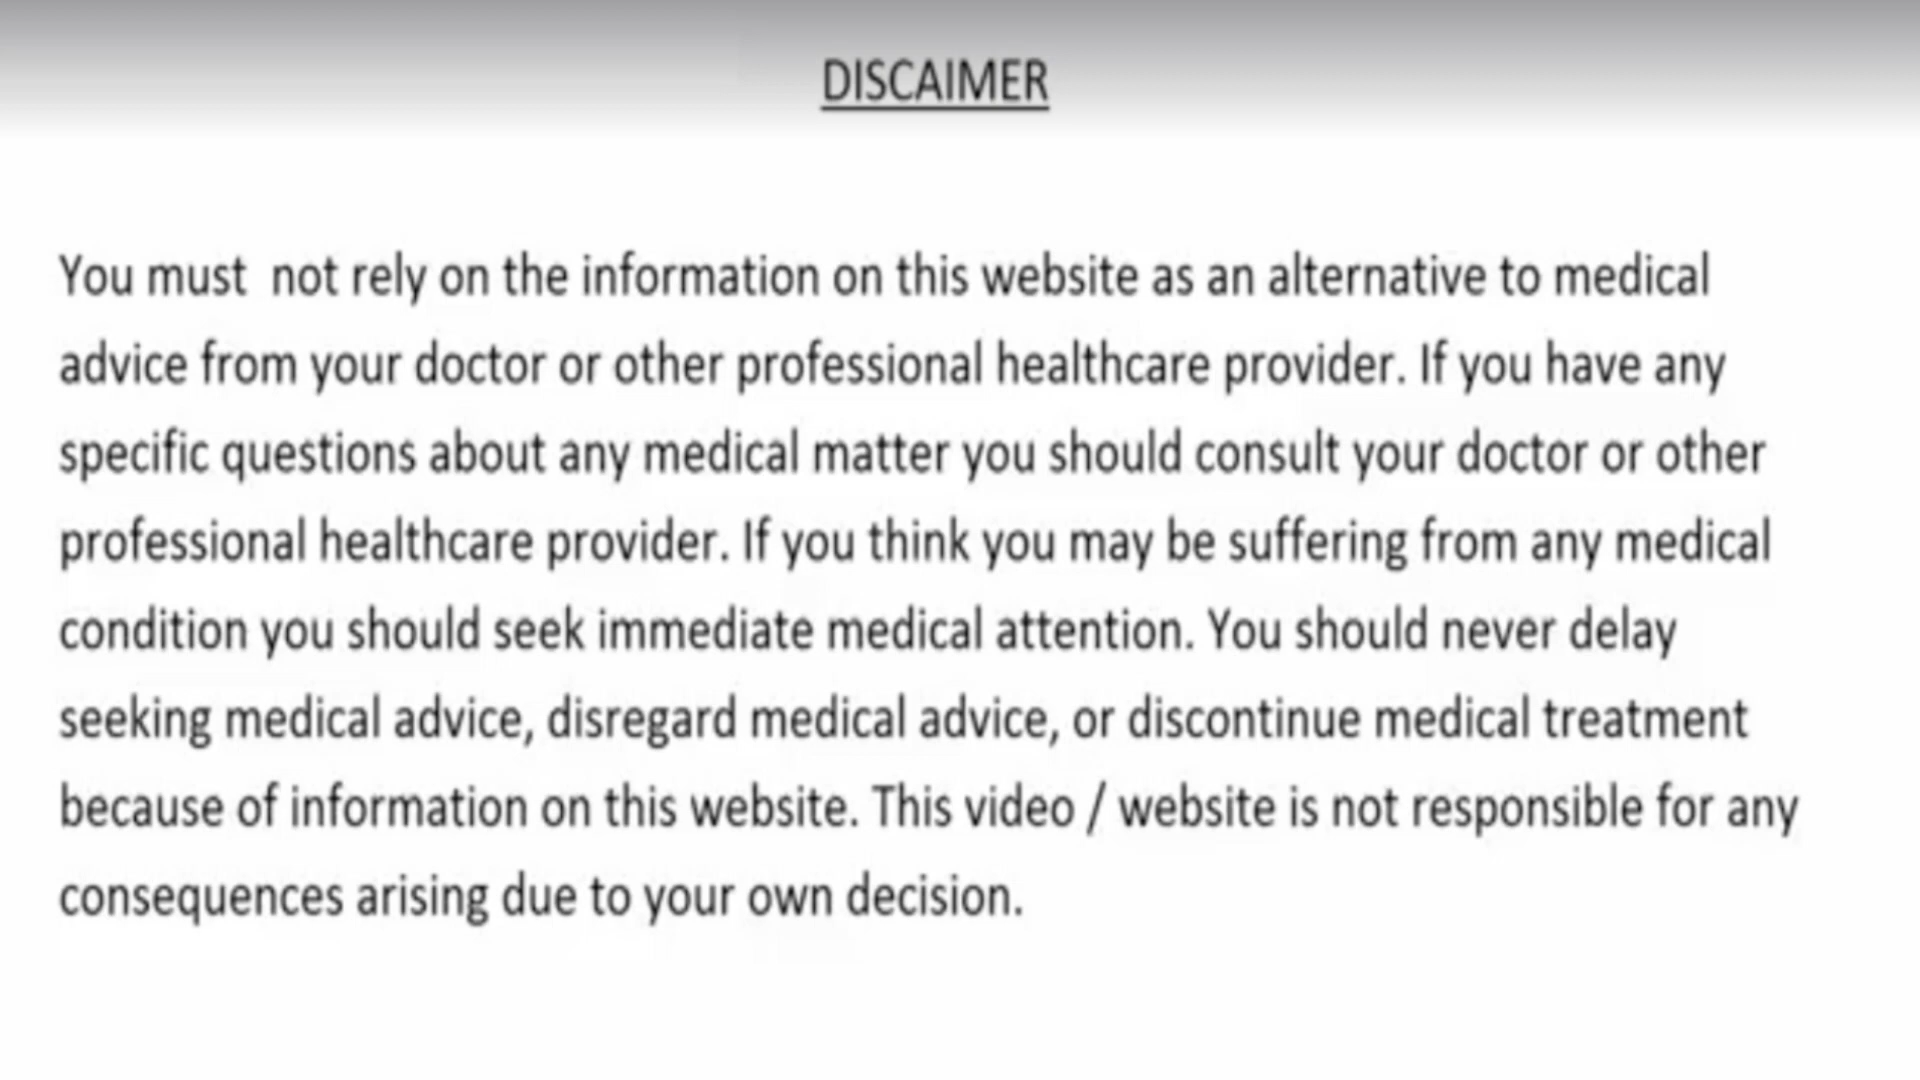 DISCAIMER
You must  not rely on the information on this website as an alternative to medical
advice from your doctor or other professional healthcare provider. If you have any
specific questions about any medical matter you should consult your doctor or other
professional healthcare provider. If you think you may be suffering from any medical
condition you should seek immediate medical attention. You should never delay
seeking medical advice, disregard medical advice, or discontinue medical treatment
because of information on this website. This video / website is not responsible for any
consequences arising due to your own decision.